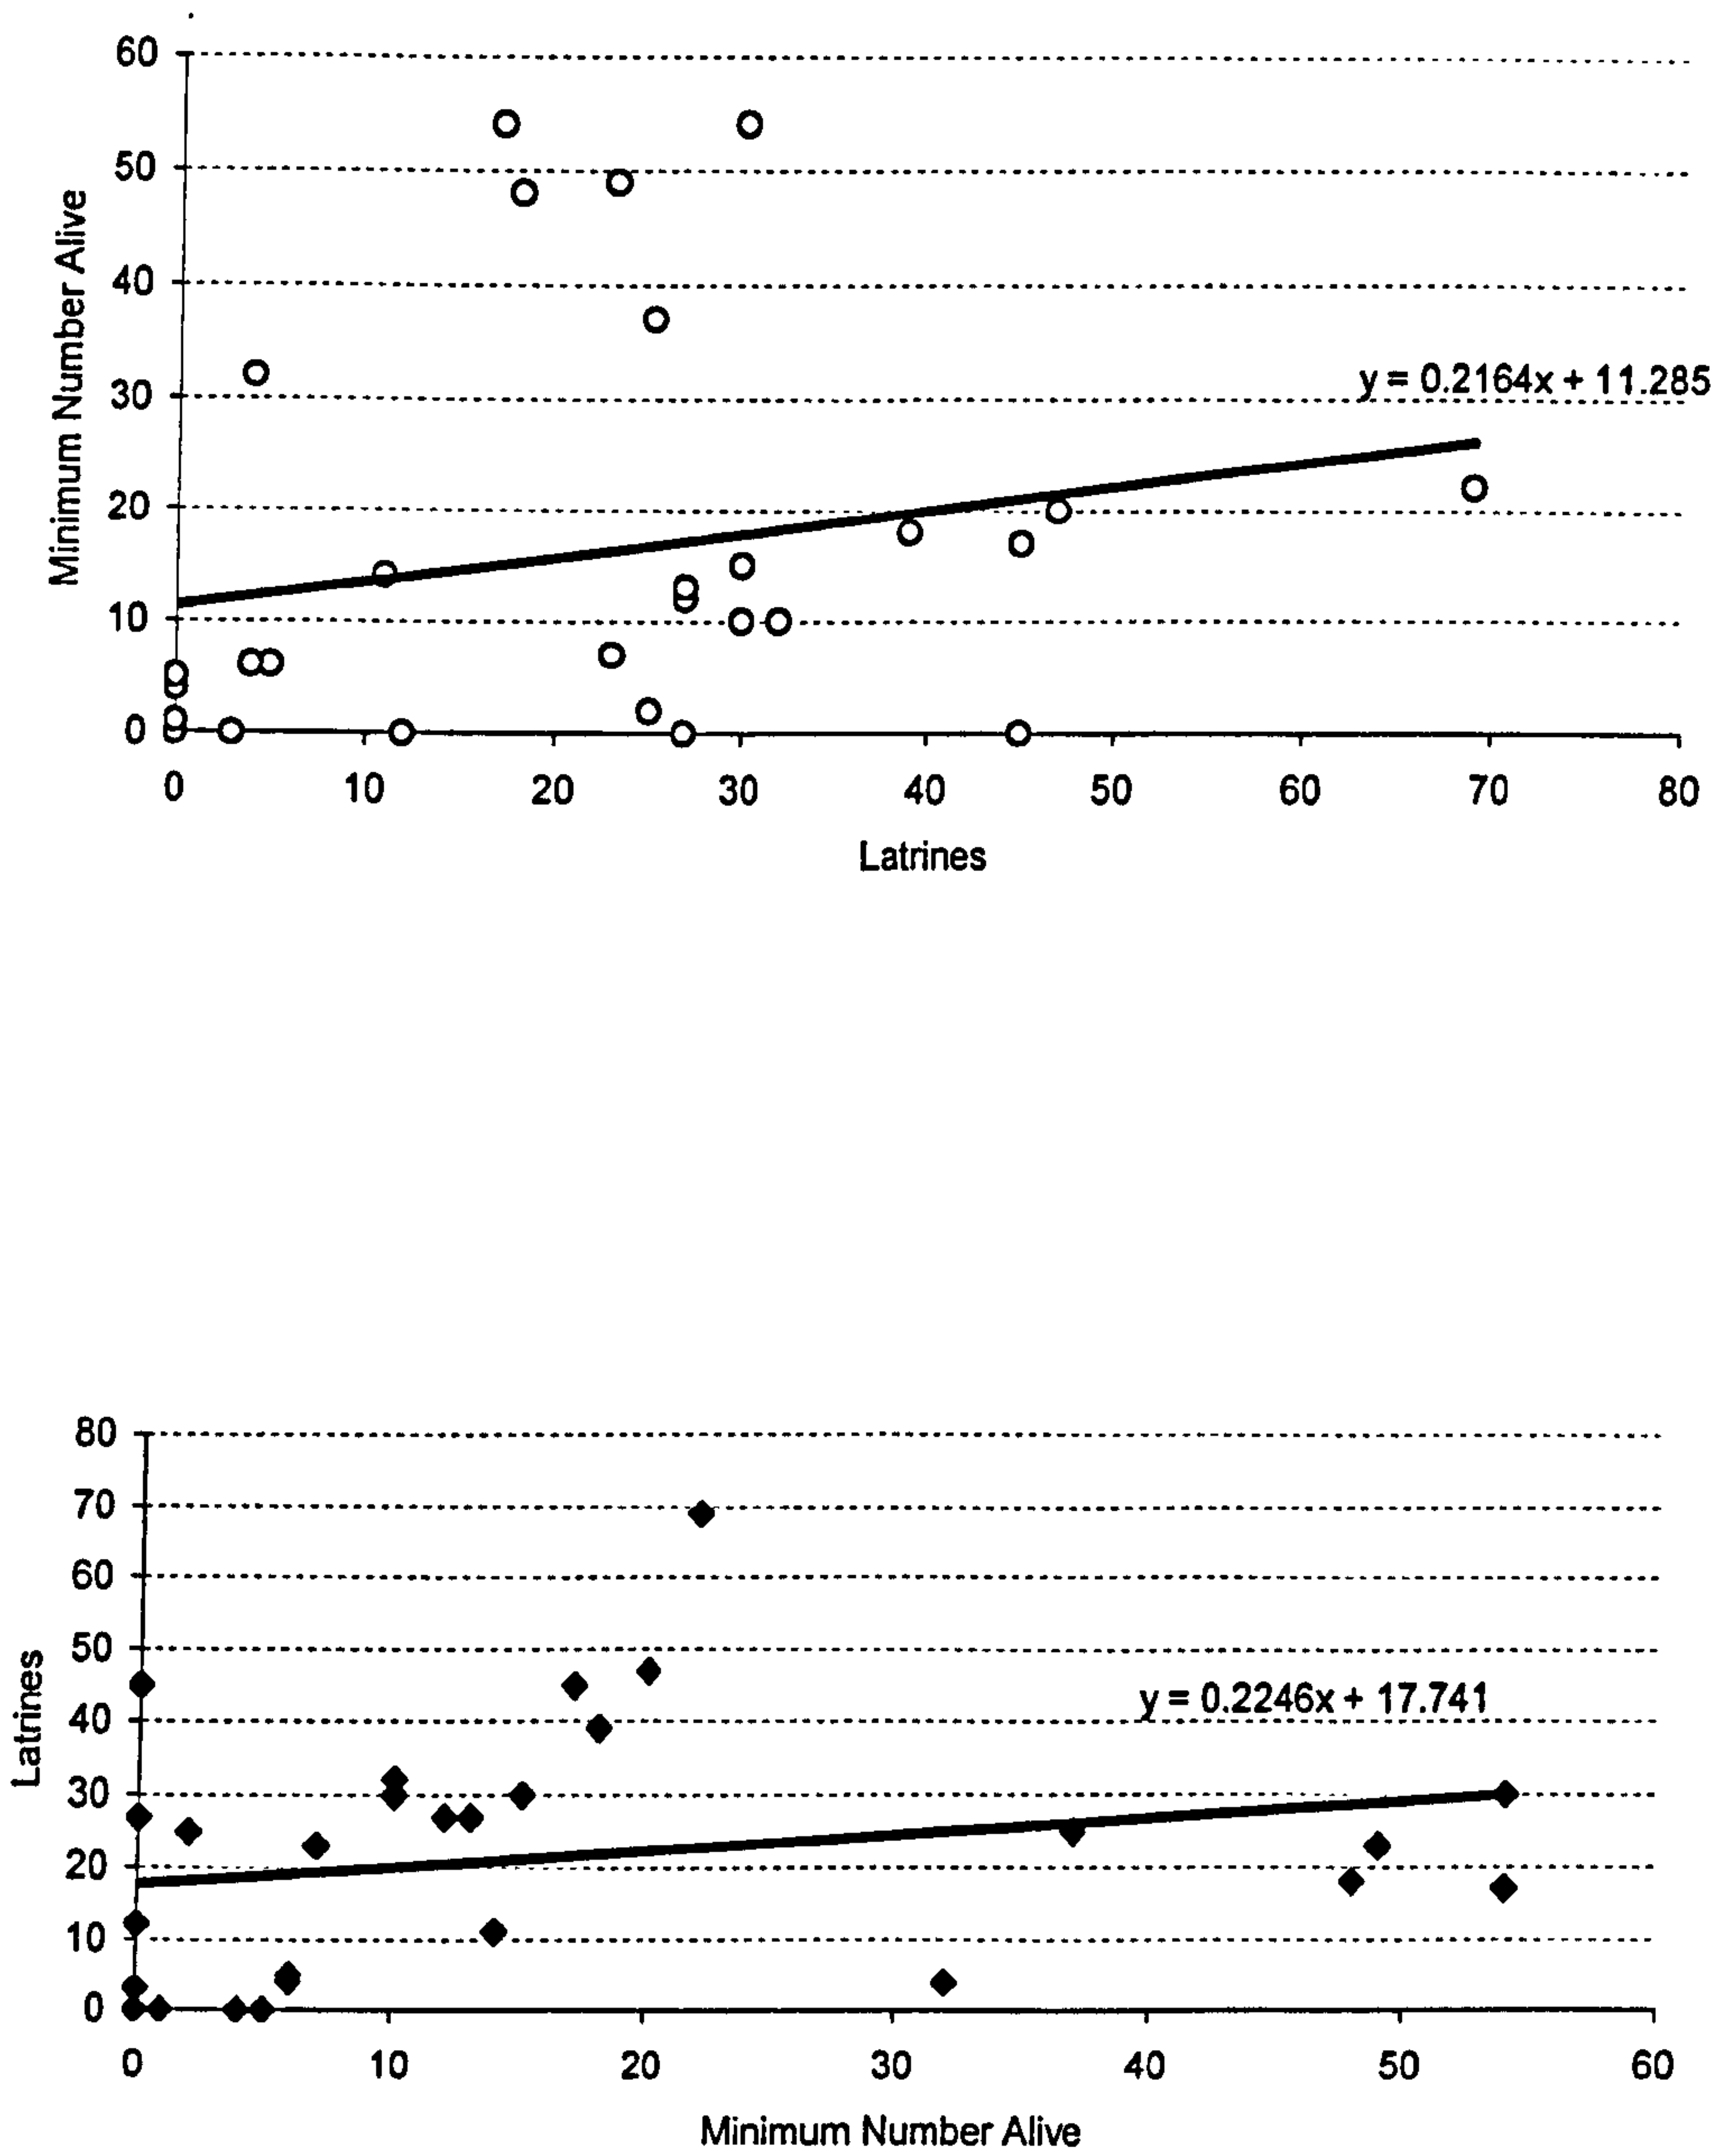 60
50
40
30
20
10
0
Minimum Number Alive
y = 0.2164x + 11.285
0 10 20 30 40 50 60 70 80
Latrines
80
70
60
50
40
30
20
10
0
Latrines
y = 0.2246x + 17.741
0 10 20 30 40 50 60
Minimum Number Alive